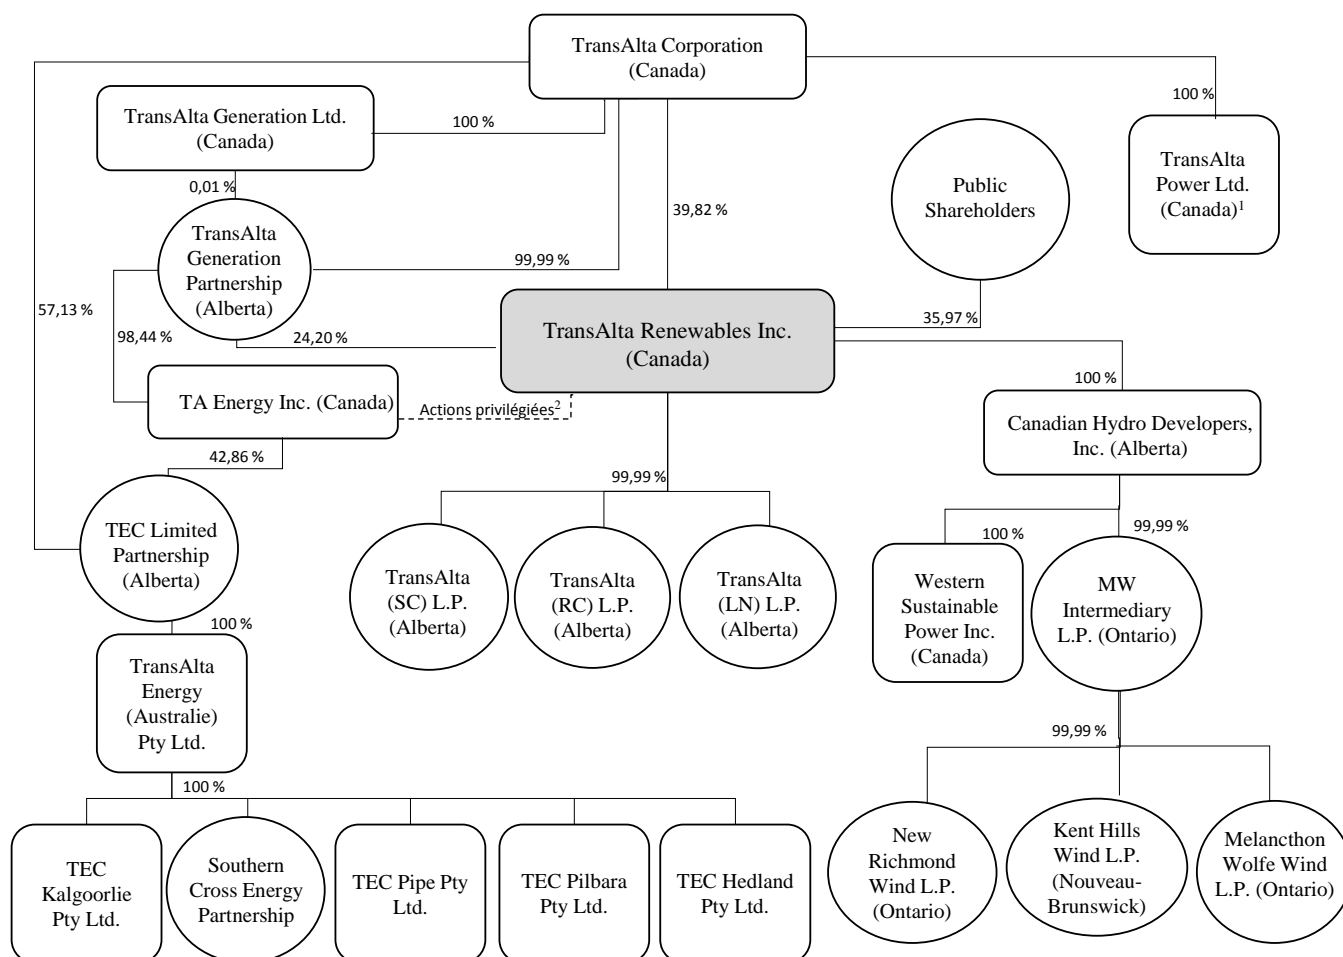 TransAlta Corporation
(Canada)
TransAlta Generation Ltd.
(Canada)
100 %
100 %
TransAlta
Power Ltd.
(Canada)1
Public
Shareholders
0,01 %
39,82 %
TransAlta
Generation
Partnership
(Alberta)
99,99 %
57,13 %
98,44 %
24,20 %
TransAlta Renewables Inc.
(Canada)
35,97 %
100 %
TA Energy Inc. (Canada)
Actions privilégiées2
Canadian Hydro Developers,
Inc. (Alberta)
42,86 %
99,99 %
TEC Limited
Partnership
(Alberta)
TransAlta
(SC) L.P.
(Alberta)
TransAlta
(RC) L.P.
(Alberta)
TransAlta
(LN) L.P.
(Alberta)
100 %
99,99 %
Western
Sustainable
Power Inc.
(Canada)
MW
Intermediary
L.P. (Ontario)
100 %
TransAlta
Energy
(Australie)
Pty Ltd.
99,99 %
100 %
TEC
Kalgoorlie
Pty Ltd.
Southern
Cross Energy
Partnership
TEC Pipe Pty
Ltd.
TEC Pilbara
Pty Ltd.
TEC Hedland
Pty Ltd.
New
Richmond
Wind L.P.
(Ontario)
Kent Hills
Wind L.P.
(Nouveau-
Brunswick)
Melancthon
Wolfe Wind
L.P. (Ontario)